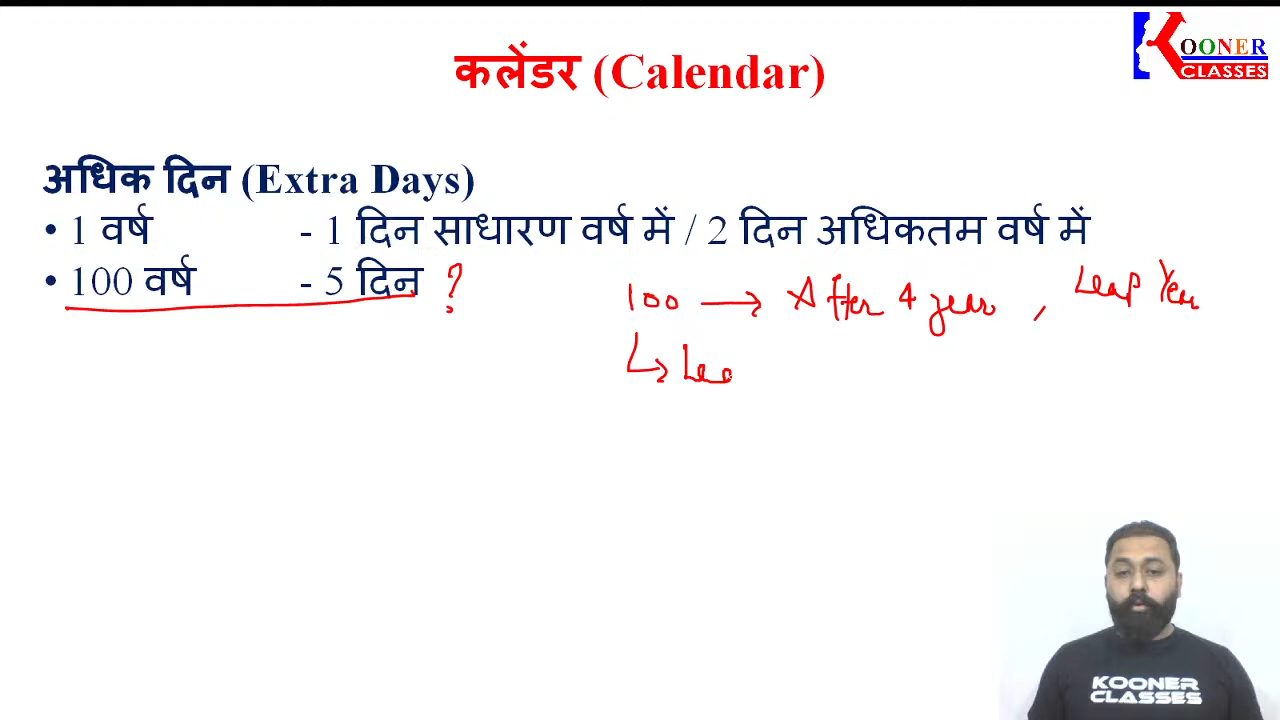 कलेंडर (Calendar)
KOONER
CLASSES
अधिक दिन (Extra Days)
• 1 वर्ष - 1 दिन साधारण वर्ष में / 2 दिन अधिकतम वर्ष में
• 100 वर्ष - 5 दिन ?
100 → After 4 year , Leap Year
↳ Lea
KOONER
CLASSES